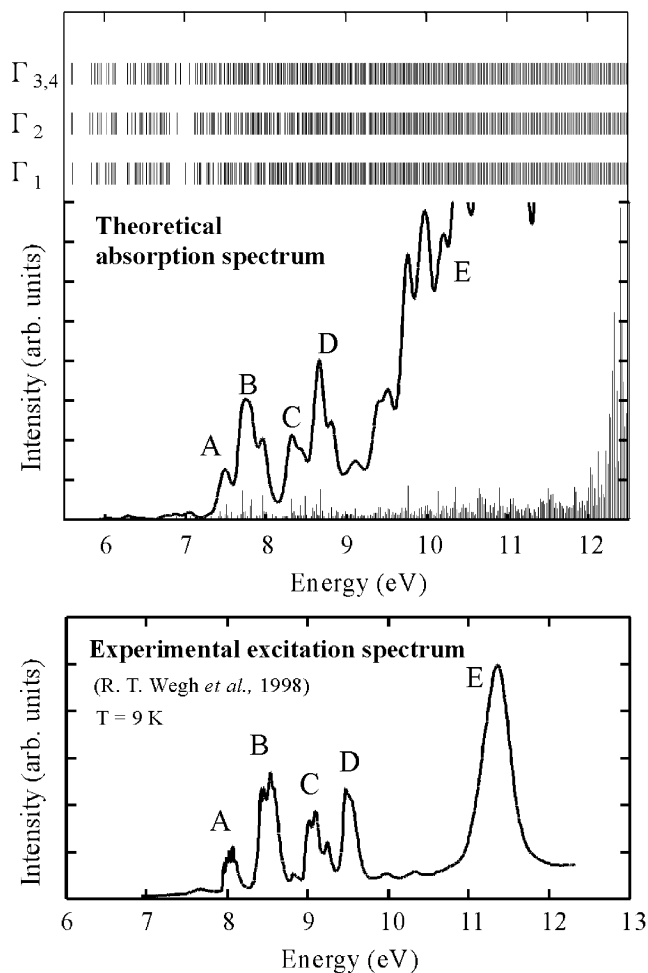 Γ3,4
Γ2
Γ1
Theoretical
absorption spectrum
A
B
C
D
E
Intensity (arb. units)
6 7 8 9 10 11 12
Energy (eV)
Experimental excitation spectrum
(R. T. Wegh et al., 1998)
T = 9 K
A
B
C
D
E
Intensity (arb. units)
6 7 8 9 10 11 12 13
Energy (eV)